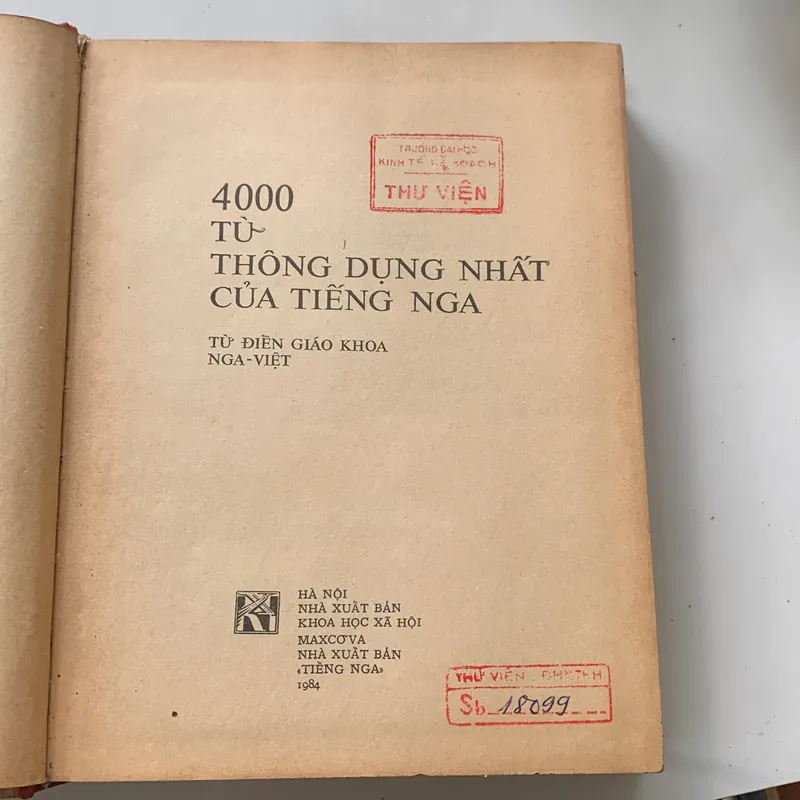 TRƯỜNG ĐẠI HỌC
KINH TẾ KẾ HOẠCH
THƯ VIỆN
4000
TỪ
THÔNG DỤNG NHẤT
CỦA TIẾNG NGA
TỪ ĐIỂN GIÁO KHOA
NGA-VIỆT
HÀ NỘI
NHÀ XUẤT BẢN
KHOA HỌC XÃ HỘI
MAXCƠVA
NHÀ XUẤT BẢN
«TIẾNG NGA»
1984
THƯ VIỆN - ĐHKTKH
Sb 18099